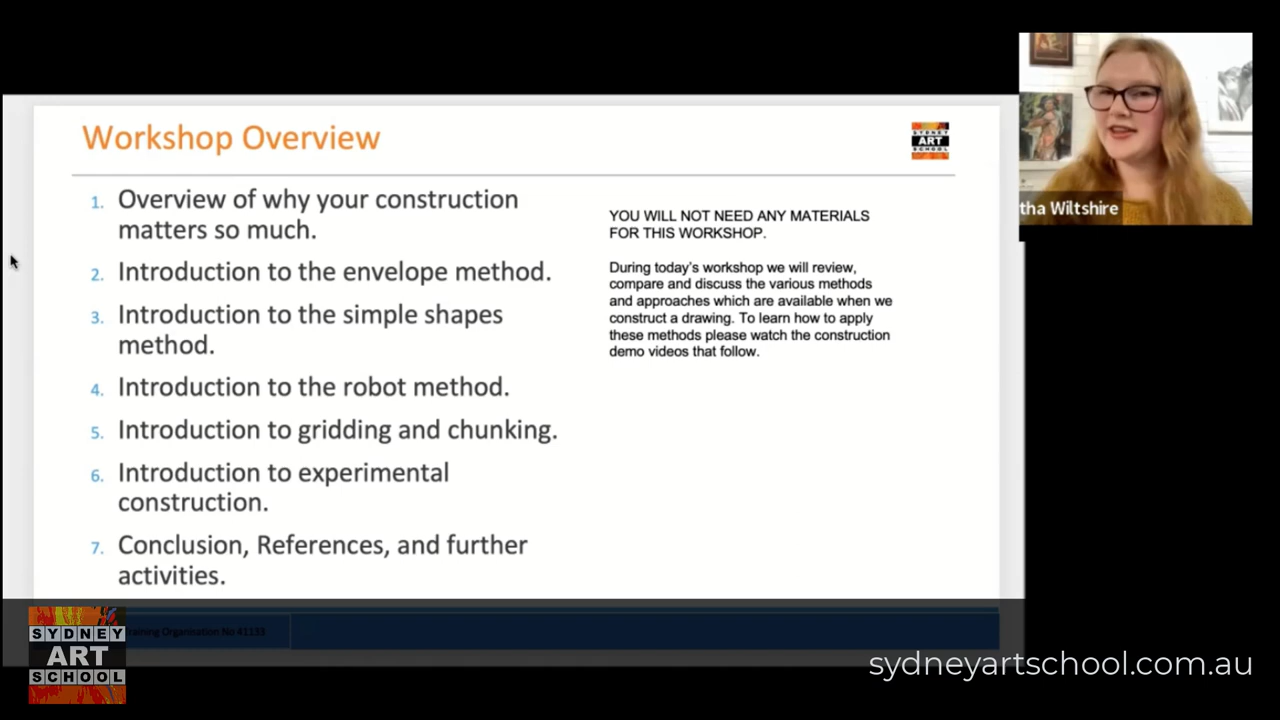 Workshop Overview
SYDNEY
ART
SCHOOL
1. Overview of why your construction
matters so much.
2. Introduction to the envelope method.
3. Introduction to the simple shapes
method.
4. Introduction to the robot method.
5. Introduction to gridding and chunking.
6. Introduction to experimental
construction.
7. Conclusion, References, and further
activities.
YOU WILL NOT NEED ANY MATERIALS
FOR THIS WORKSHOP.
During today's workshop we will review,
compare and discuss the various methods
and approaches which are available when we
construct a drawing. To learn how to apply
these methods please watch the construction
demo videos that follow.
tha Wiltshire
Training Organisation No 41133
SYDNEY
ART
SCHOOL
sydneyartschool.com.au